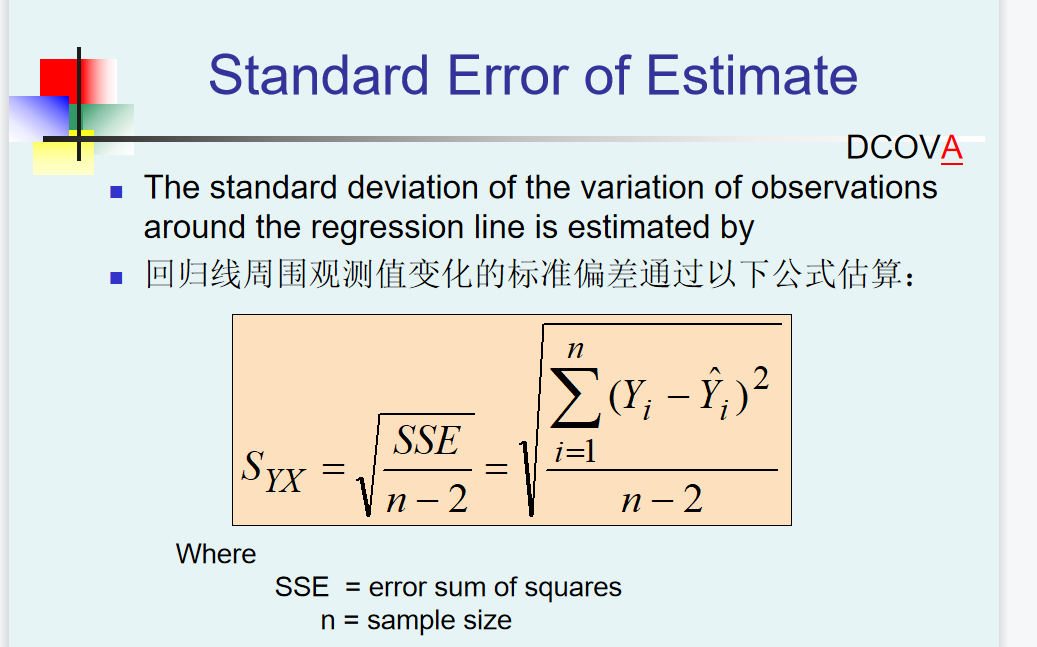 Standard Error of Estimate
DCOVA
The standard deviation of the variation of observations
around the regression line is estimated by
回归线周围观测值变化的标准偏差通过以下公式估算：
S_{YX} = \sqrt{\frac{SSE}{n-2}} = \sqrt{\frac{\sum_{i=1}^{n} (Y_i - \hat{Y}_i)^2}{n-2}}
Where
SSE = error sum of squares
n = sample size